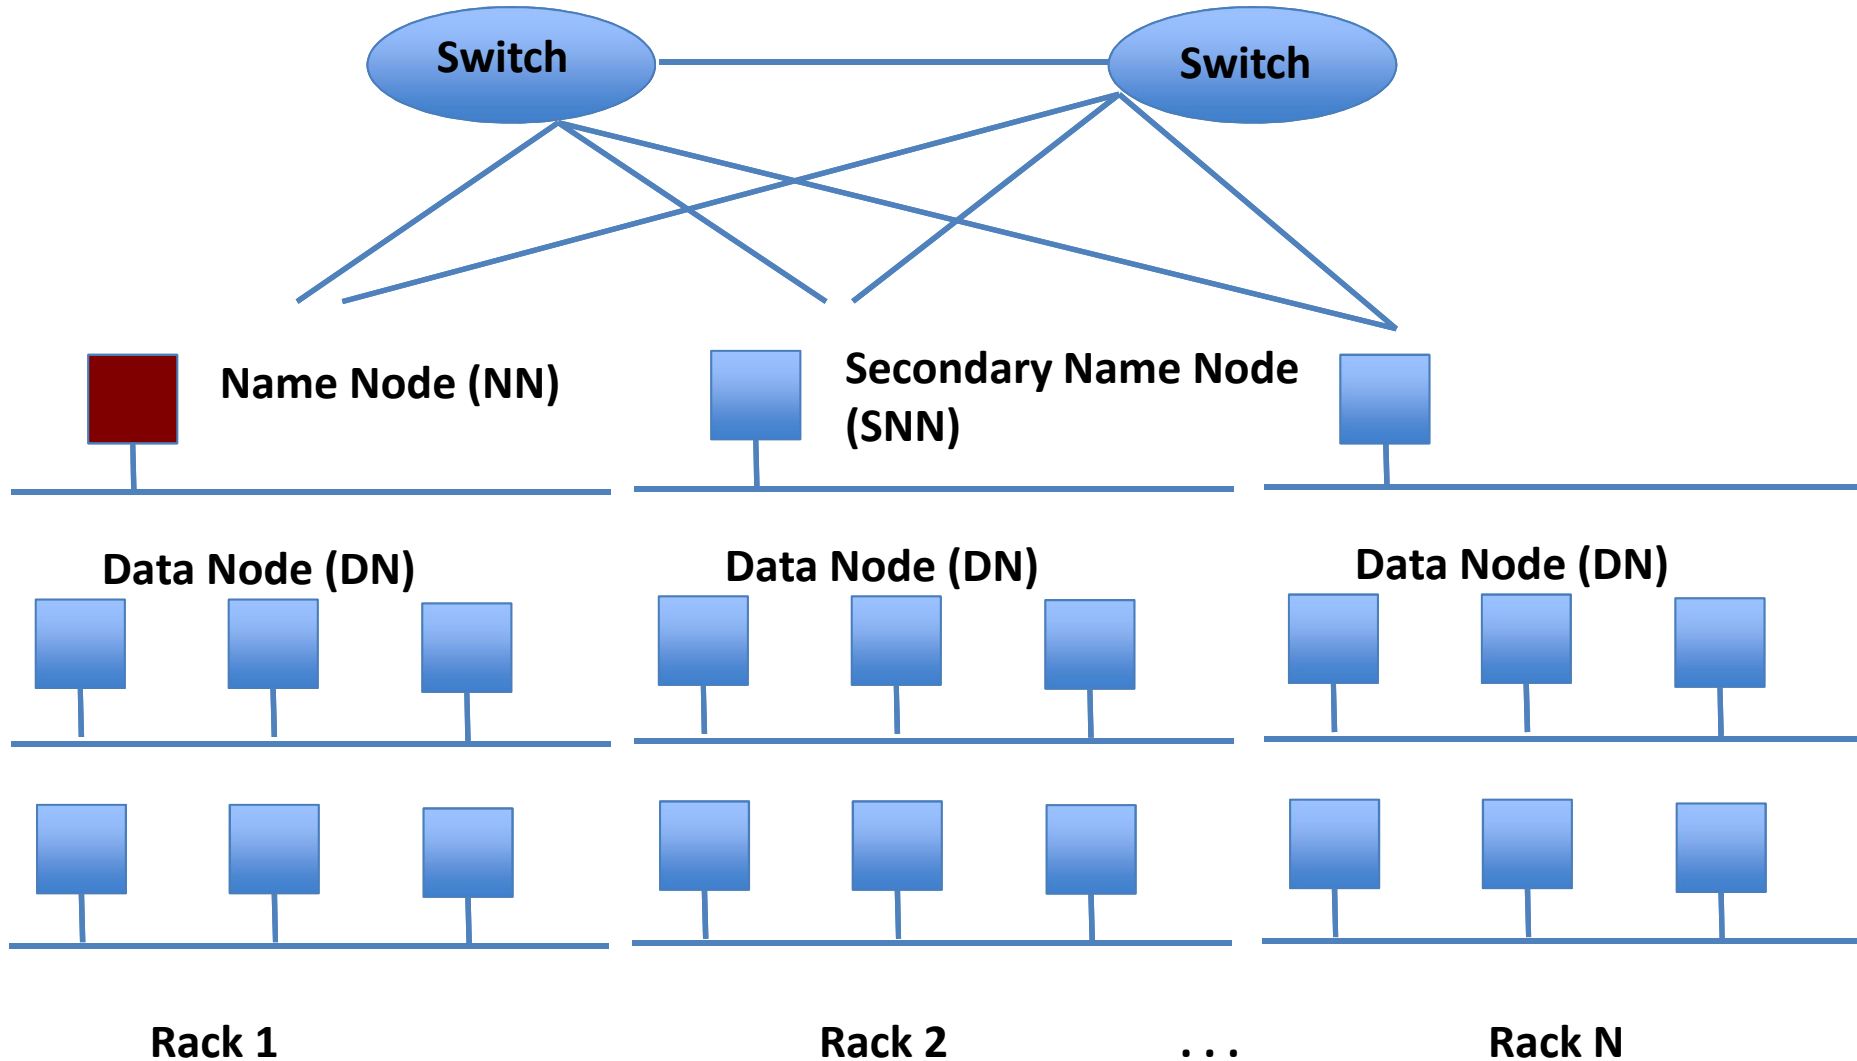 Switch
Switch
Name Node (NN)
Secondary Name Node
(SNN)
Data Node (DN)
Data Node (DN)
Data Node (DN)
Rack 1
Rack 2
. . .
Rack N